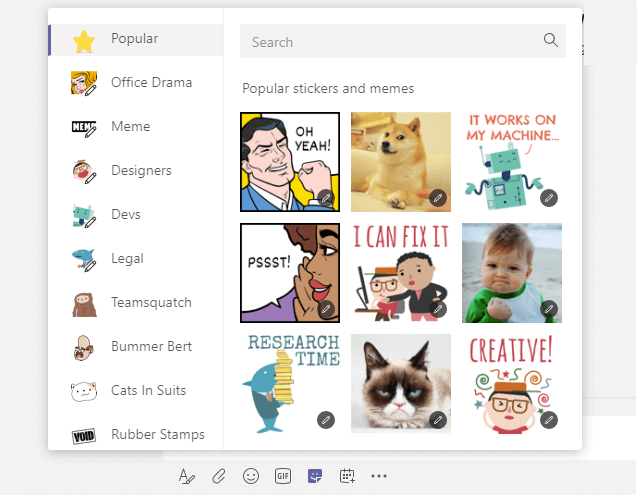 Popular
Office Drama
MEME
Meme
Designers
Devs
Legal
Teamsquatch
Bummer Bert
Cats In Suits
VOID
Rubber Stamps
Search
Popular stickers and memes
OH
YEAH!
IT WORKS ON
MY MACHINE...
PSSST!
I CAN FIX IT
RESEARCH
TIME
CREATIVE!
GIF